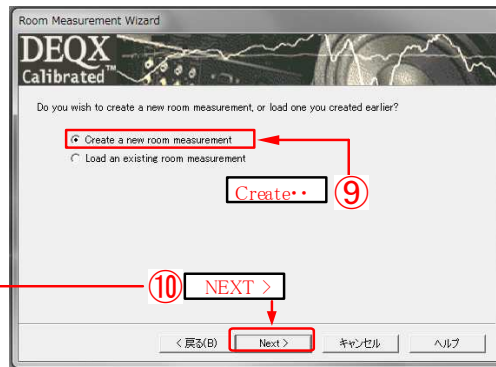 Room Measurement Wizard
DEQX
Calibrated™
Do you wish to create a new room measurement, or load one you created earlier?
Create a new room measurement
Load an existing room measurement
Create・・ ⑨
⑩ NEXT >
< 戻る(B) Next > キャンセル ヘルプ